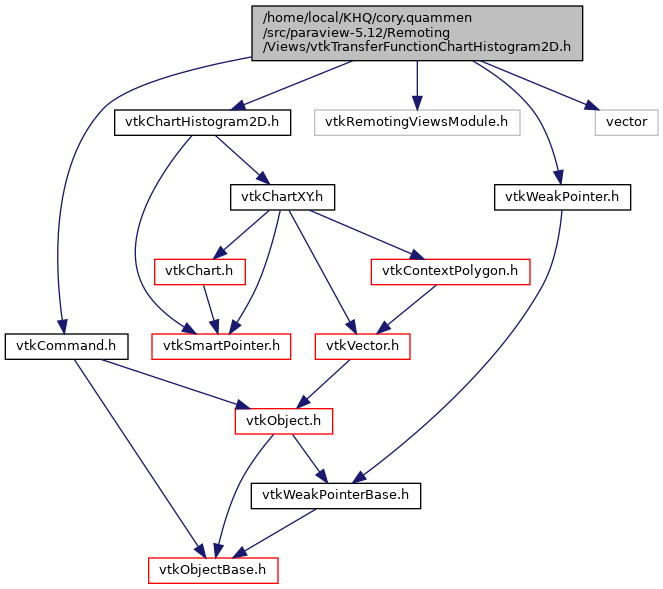 /home/local/KHQ/cory.quammen
/src/paraview-5.12/Remoting
/Views/vtkTransferFunctionChartHistogram2D.h
vtkChartHistogram2D.h
vtkRemotingViewsModule.h
vector
vtkChartXY.h
vtkWeakPointer.h
vtkChart.h
vtkContextPolygon.h
vtkCommand.h
vtkSmartPointer.h
vtkVector.h
vtkObject.h
vtkWeakPointerBase.h
vtkObjectBase.h